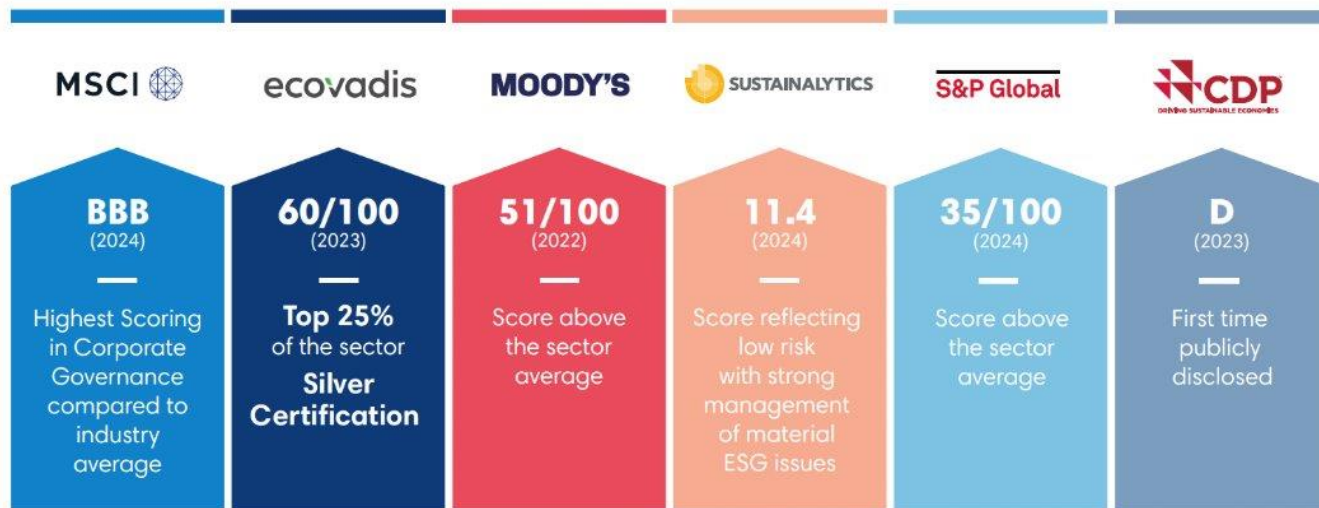 MSCI
ecovadis
MOODY'S
SUSTAINALYTICS
S&P Global
CDP
DRIVING SUSTAINABLE ECONOMIES
BBB
(2024)
Highest Scoring
in Corporate
Governance
compared to
industry
average
60/100
(2023)
Top 25%
of the sector
Silver
Certification
51/100
(2022)
Score above
the sector
average
11.4
(2024)
Score reflecting
low risk
with strong
management
of material
ESG issues
35/100
(2024)
Score above
the sector
average
D
(2023)
First time
publicly
disclosed